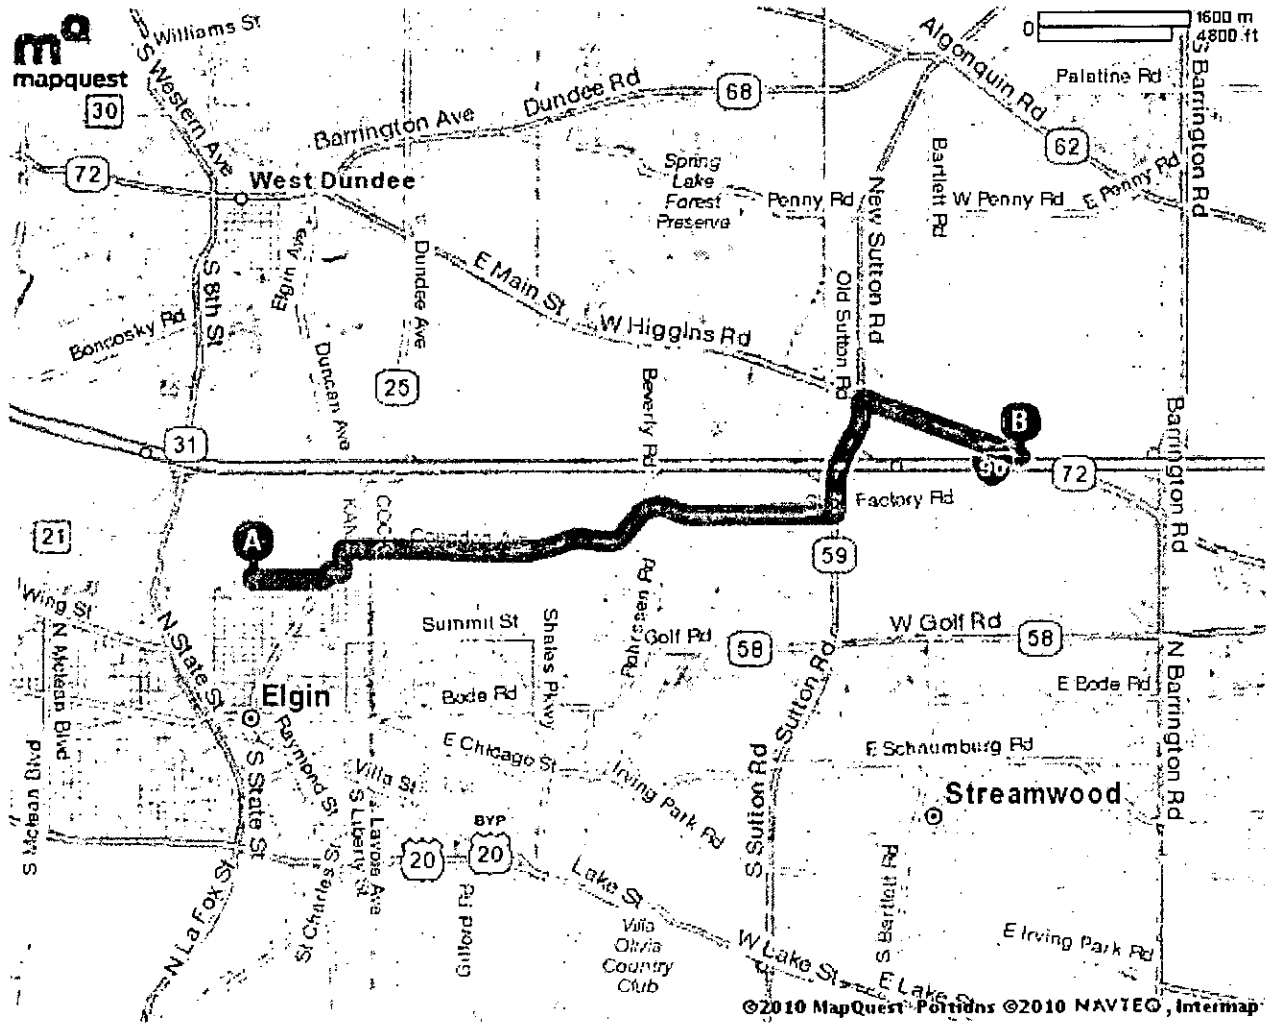 mapquest
Williams St
S Western Ave
30
72
West Dundee
Barrington Ave
Dundee Rd
68
Algonquin Rd
0
1600 m
4800 ft
Palatine Rd
S Barrington Rd
62
Spring
Lake
Forest
Preserve
Penny Rd
New Sutton Rd
Bartlett Rd
W Penny Rd
E Penny Rd
S 8th St
Elgin Ave
Dundee Ave
E Main St
W Higgins Rd
Old Sutton Rd
Boncosky Rd
Duncan Ave
25
Beverly Rd
31
B
90
72
Barrington Rd
Factory Rd
21
A
KAN
COO
59
Wing St
N Mclean Blvd
N State St
Summit St
Shales Pkwy
Rohrssen Rd
Golf Rd
58
W Golf Rd
58
Elgin
Bode Rd
E Bode Rd
N Barrington Rd
Raymond St
E Chicago St
Sutton Rd
E Schaumburg Rd
S Mclean Blvd
S State St
Villa St
Irving Park Rd
S Sutton Rd
Streamwood
S Liberty St
Lavoie Ave
BYP
20
20
N La Fox St
St Charles St
Gifford Rd
Lake St
Villa
Olivia
Country
Club
W Lake St
S Bartlett Rd
E Irving Park Rd
E Lake St
©2010 MapQuest Portions ©2010 NAVTEQ, Intermap